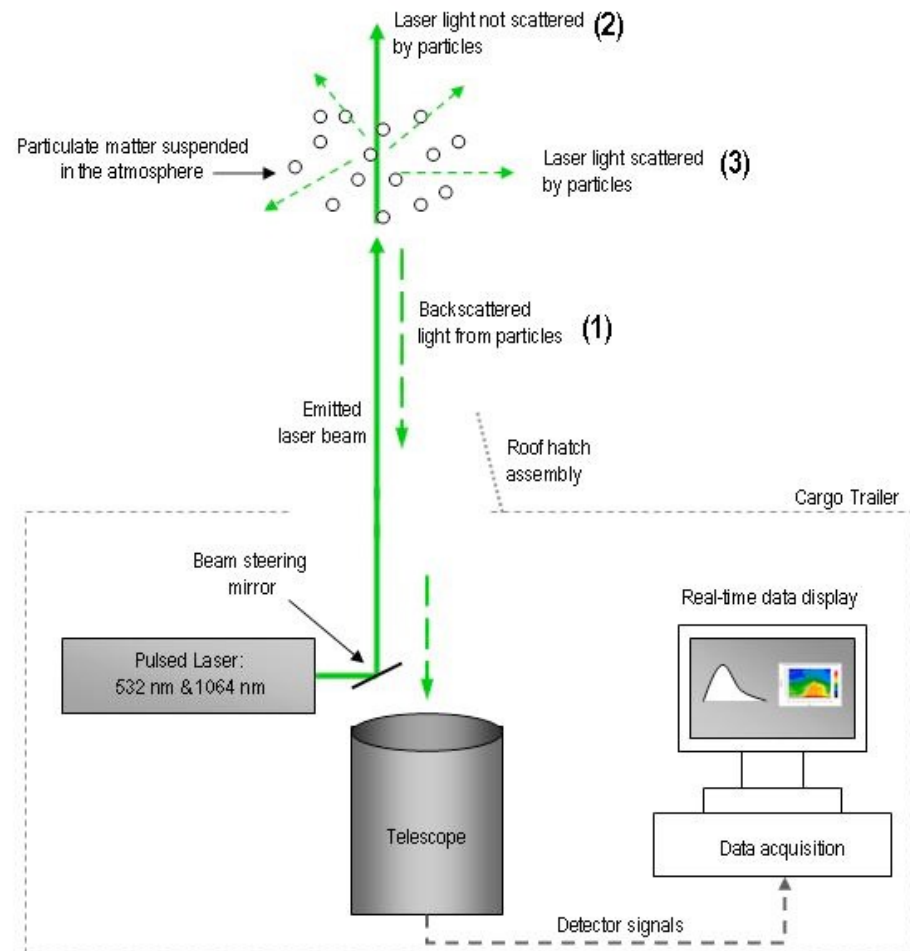 Laser light not scattered (2)
by particles
Particulate matter suspended
in the atmosphere
Laser light scattered (3)
by particles
Backscattered
light from particles (1)
Emitted
laser beam
Roof hatch
assembly
Cargo Trailer
Beam steering
mirror
Real-time data display
Pulsed Laser:
532 nm &1064 nm
Telescope
Data acquisition
Detector signals